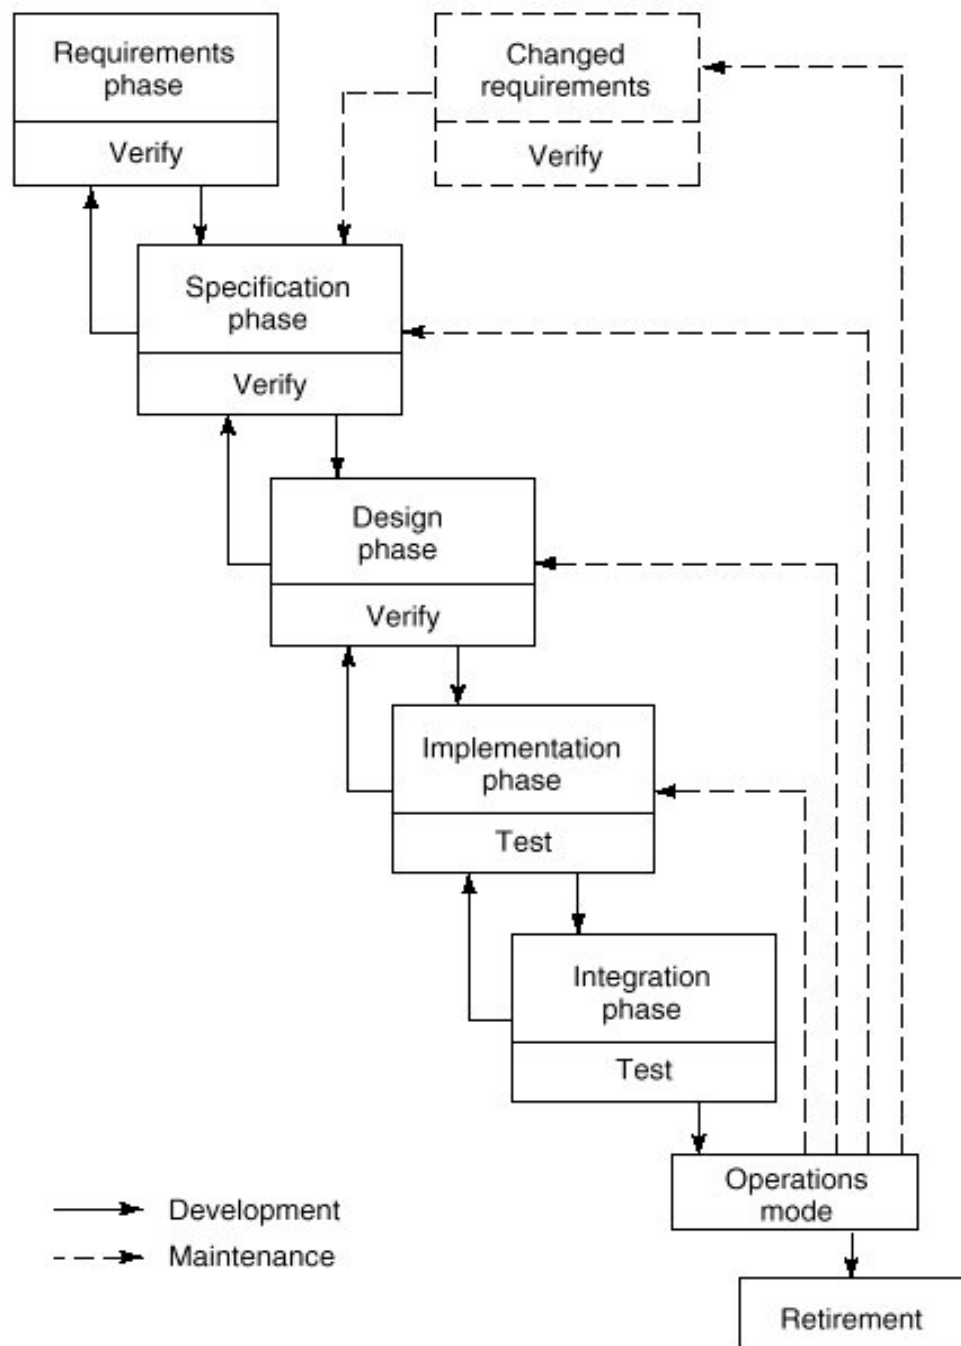 Requirements
phase
Verify
Changed
requirements
Verify
Specification
phase
Verify
Design
phase
Verify
Implementation
phase
Test
Integration
phase
Test
Operations
mode
Development
Maintenance
Retirement